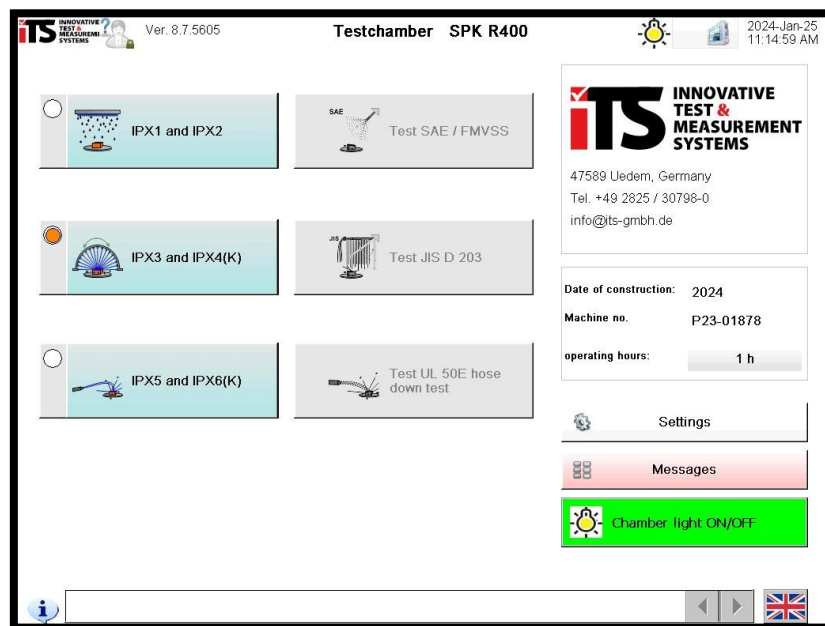 iTS INNOVATIVE
TEST &
MEASUREMI
SYSTEMS
Ver. 8.7.5605
Testchamber SPK R400
2024-Jan-25
11:14:59 AM
IPX1 and IPX2
SAE
Test SAE / FMVSS
IPX3 and IPX4(K)
JIS
Test JIS D 203
IPX5 and IPX6(K)
Test UL 50E hose
down test
iTS INNOVATIVE
TEST &
MEASUREMENT
SYSTEMS
47589 Uedem, Germany
Tel. +49 2825 / 30798-0
info@its-gmbh.de
Date of construction: 2024
Machine no. P23-01878
operating hours: 1 h
Settings
Messages
Chamber light ON/OFF